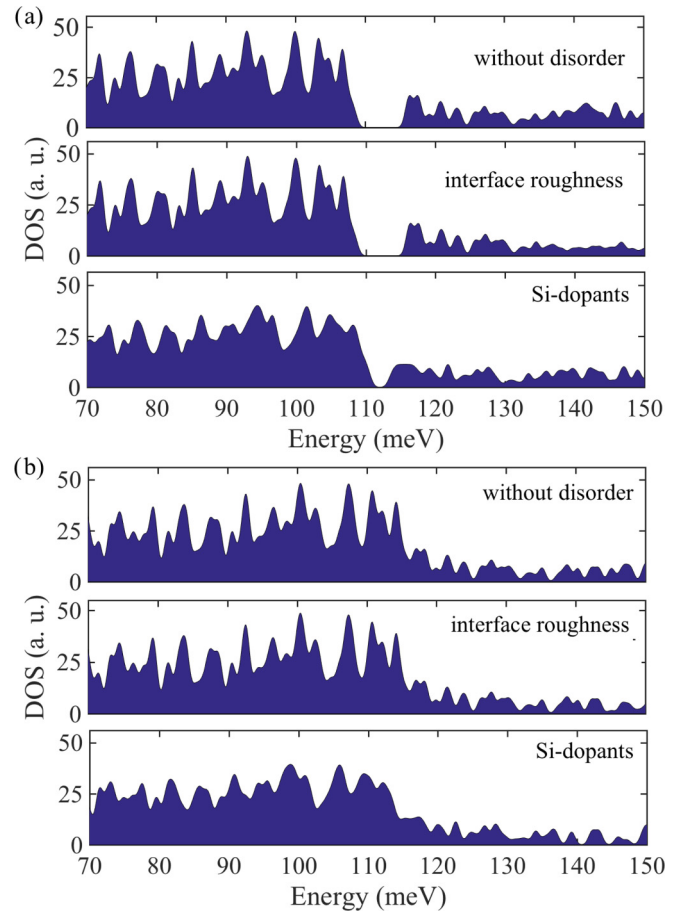 (a)
50
without disorder
25
0
50
interface roughness
25
0
DOS (a. u.)
50
Si-dopants
25
0
70 80 90 100 110 120 130 140 150
Energy (meV)
(b)
50
without disorder
25
0
50
interface roughness
25
0
DOS (a. u.)
50
Si-dopants
25
0
70 80 90 100 110 120 130 140 150
Energy (meV)